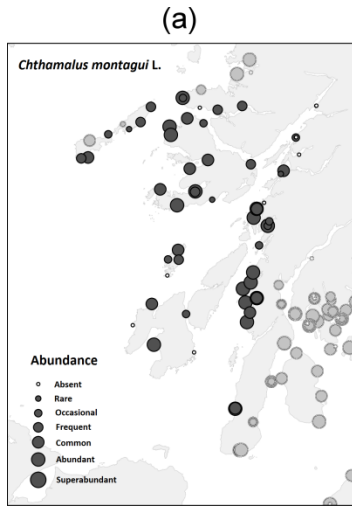 (a)
Chthamalus montagui L.
Abundance
Absent
Rare
Occasional
Frequent
Common
Abundant
Superabundant